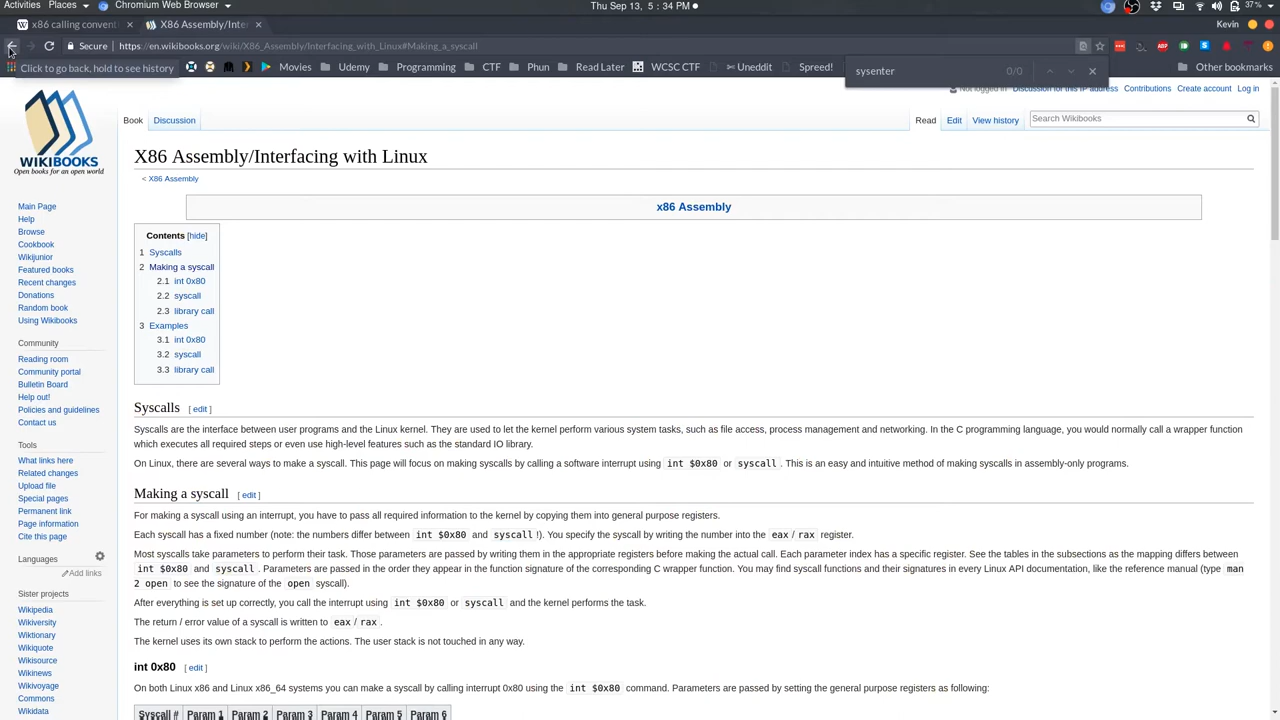 Activities Places Chromium Web Browser Thu Sep 13, 5:34 PM 37%
x86 calling convent X86 Assembly/Inter Kevin
Secure https://en.wikibooks.org/wiki/X86_Assembly/Interfacing_with_Linux#Making_a_syscall
Click to go back, hold to see history Movies Udemy Programming CTF Phun Read Later WCSC CTF Uneddit Spread! Other bookmarks
sysenter 0/0
Not logged in Discussion for this IP address Contributions Create account Log in
Book Discussion Read Edit View history Search Wikibooks
WIKIBOOKS
Open books for an open world
Main Page
Help
Browse
Cookbook
Wikijunior
Featured books
Recent changes
Donations
Random book
Using Wikibooks
Community
Reading room
Community portal
Bulletin Board
Help out!
Policies and guidelines
Contact us
Tools
What links here
Related changes
Upload file
Special pages
Permanent link
Page information
Cite this page
Languages
Add links
Sister projects
Wikipedia
Wikiversity
Wiktionary
Wikiquote
Wikisource
Wikinews
Wikivoyage
Commons
Wikidata
X86 Assembly/Interfacing with Linux
< X86 Assembly
x86 Assembly
Contents [hide]
1 Syscalls
2 Making a syscall
2.1 int 0x80
2.2 syscall
2.3 library call
3 Examples
3.1 int 0x80
3.2 syscall
3.3 library call
Syscalls [ edit ]
Syscalls are the interface between user programs and the Linux kernel. They are used to let the kernel perform various system tasks, such as file access, process management and networking. In the C programming language, you would normally call a wrapper function
which executes all required steps or even use high-level features such as the standard IO library.
On Linux, there are several ways to make a syscall. This page will focus on making syscalls by calling a software interrupt using int $0x80 or syscall . This is an easy and intuitive method of making syscalls in assembly-only programs.
Making a syscall [ edit ]
For making a syscall using an interrupt, you have to pass all required information to the kernel by copying them into general purpose registers.
Each syscall has a fixed number (note: the numbers differ between int $0x80 and syscall !). You specify the syscall by writing the number into the eax / rax register.
Most syscalls take parameters to perform their task. Those parameters are passed by writing them in the appropriate registers before making the actual call. Each parameter index has a specific register. See the tables in the subsections as the mapping differs between
int $0x80 and syscall . Parameters are passed in the order they appear in the function signature of the corresponding C wrapper function. You may find syscall functions and their signatures in every Linux API documentation, like the reference manual (type man
2 open to see the signature of the open syscall).
After everything is set up correctly, you call the interrupt using int $0x80 or syscall and the kernel performs the task.
The return / error value of a syscall is written to eax / rax .
The kernel uses its own stack to perform the actions. The user stack is not touched in any way.
int 0x80 [ edit ]
On both Linux x86 and Linux x86_64 systems you can make a syscall by calling interrupt 0x80 using the int $0x80 command. Parameters are passed by setting the general purpose registers as following:
Syscall # Param 1 Param 2 Param 3 Param 4 Param 5 Param 6